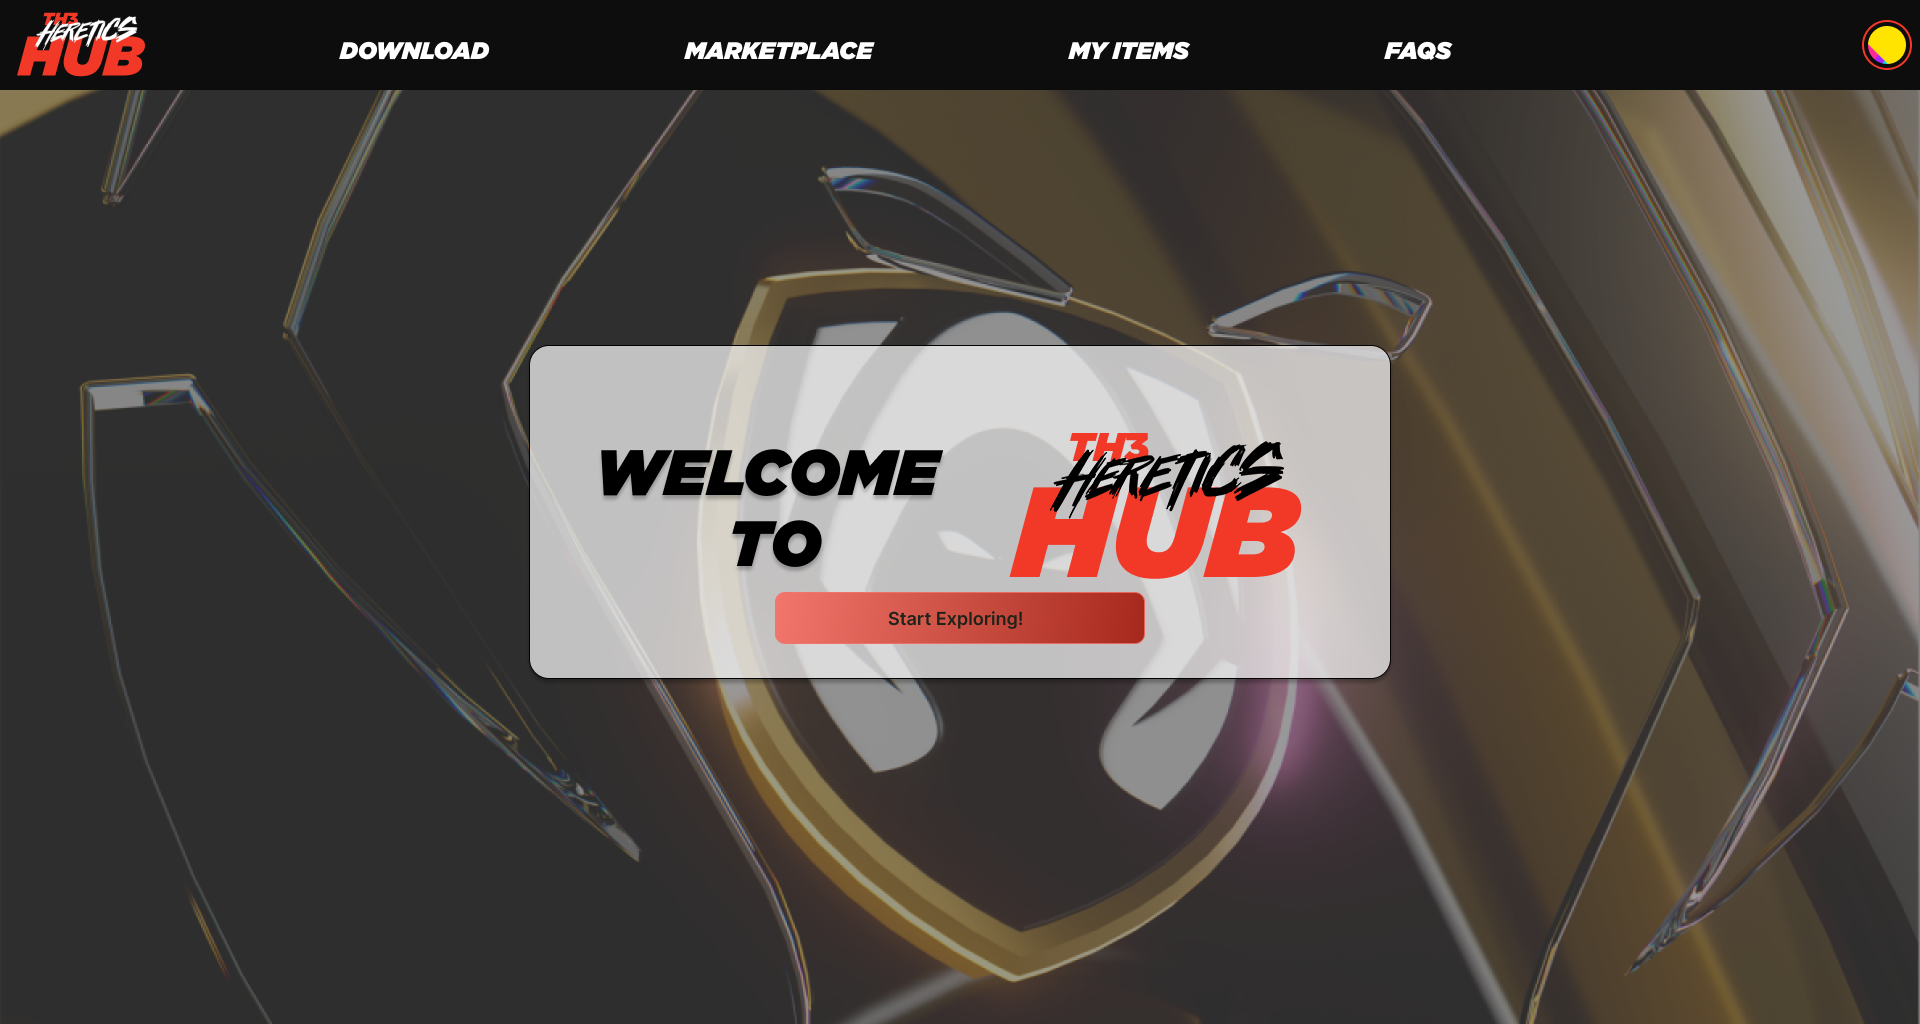 TH3
HERETICS
HUB
DOWNLOAD
MARKETPLACE
MY ITEMS
FAQS
WELCOME
TO
TH3
HERETICS
HUB
Start Exploring!